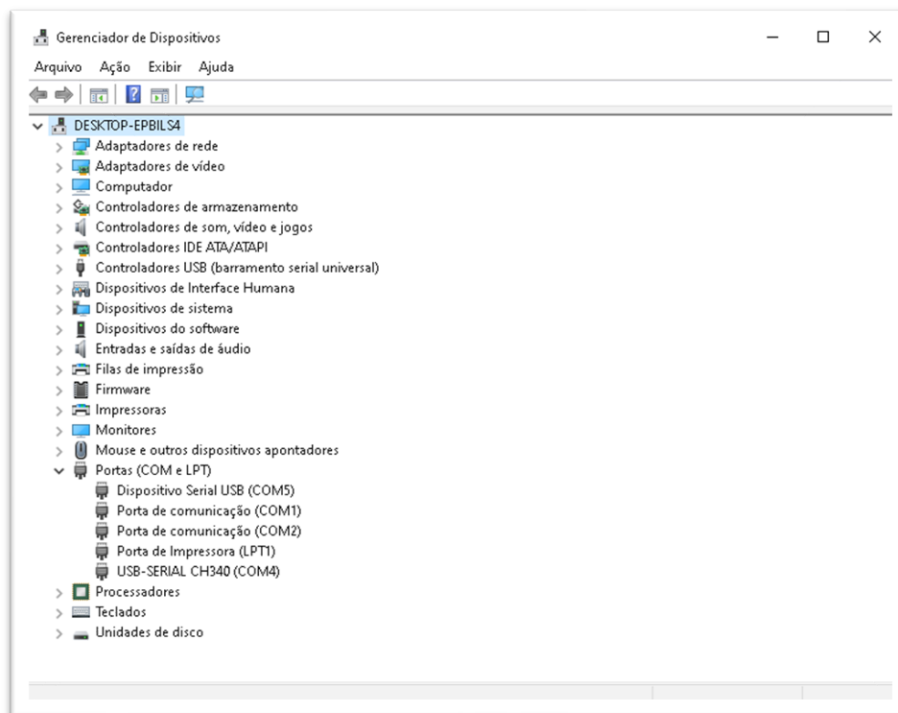 Gerenciador de Dispositivos
Arquivo Ação Exibir Ajuda
DESKTOP-EPBILS4
Adaptadores de rede
Adaptadores de vídeo
Computador
Controladores de armazenamento
Controladores de som, vídeo e jogos
Controladores IDE ATA/ATAPI
Controladores USB (barramento serial universal)
Dispositivos de Interface Humana
Dispositivos de sistema
Dispositivos do software
Entradas e saídas de áudio
Filas de impressão
Firmware
Impressoras
Monitores
Mouse e outros dispositivos apontadores
Portas (COM e LPT)
Dispositivo Serial USB (COM5)
Porta de comunicação (COM1)
Porta de comunicação (COM2)
Porta de Impressora (LPT1)
USB-SERIAL CH340 (COM4)
Processadores
Teclados
Unidades de disco